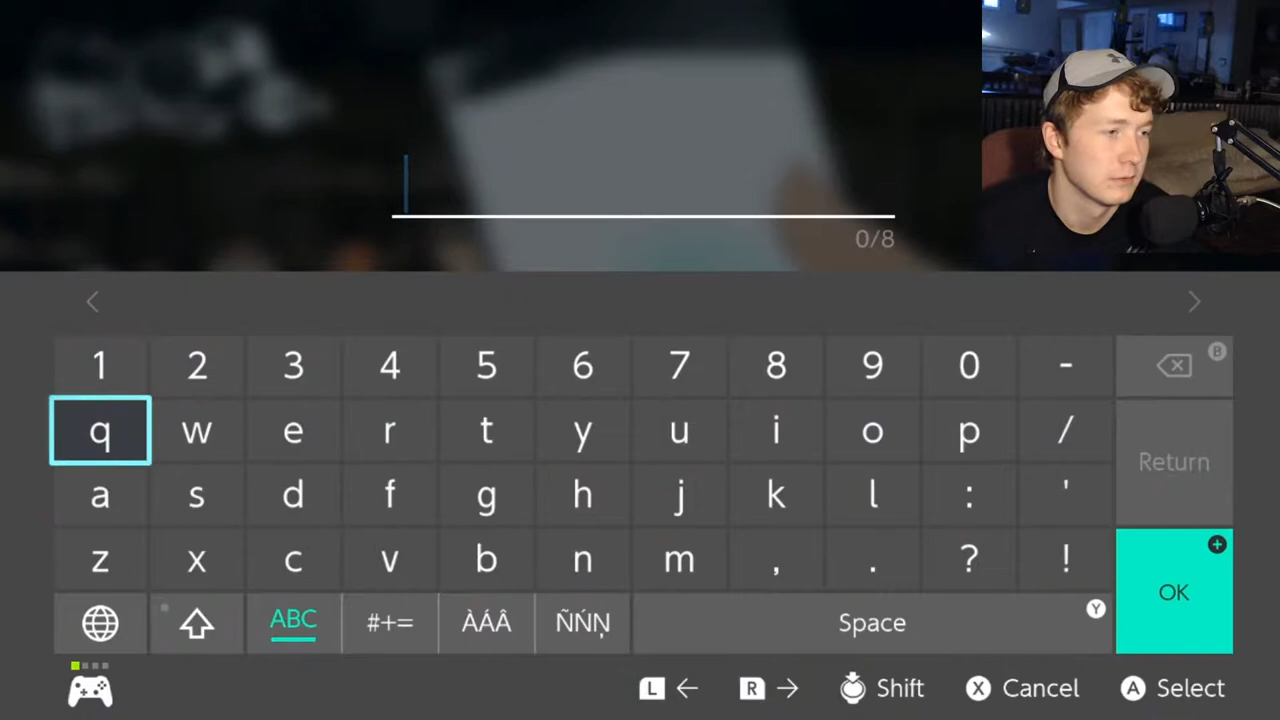 0/8
1 2 3 4 5 6 7 8 9 0 - B
q w e r t y u i o p /
Return
a s d f g h j k l : '
z x c v b n m , . ? ! +
OK
ABC #+= ÀÁÂ ÑŃŅ Space Y
L ← R → Shift X Cancel A Select